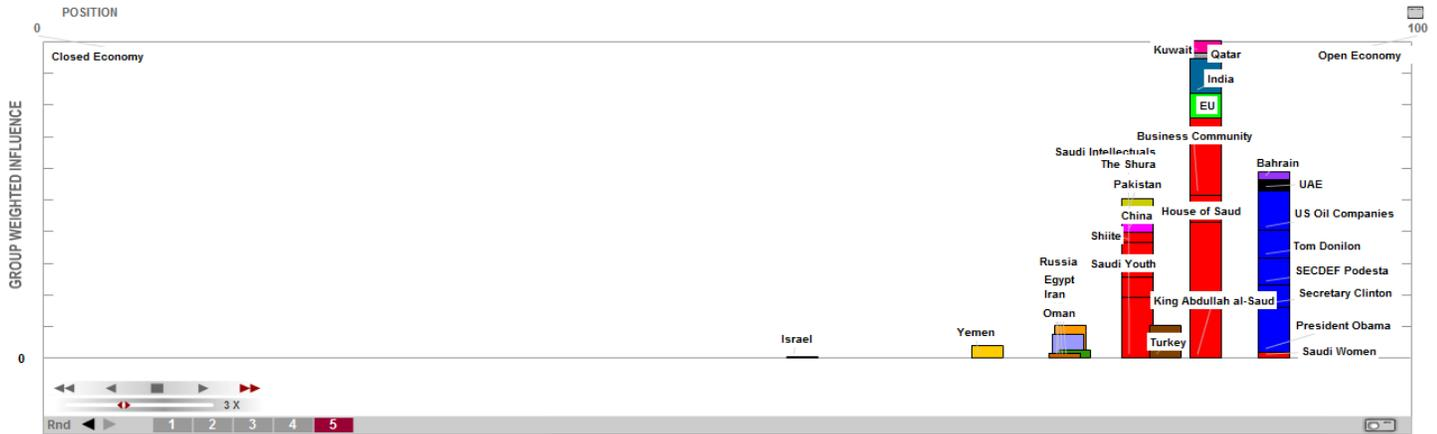 POSITION
0
100
Closed Economy
Open Economy
GROUP WEIGHTED INFLUENCE
Kuwait
Qatar
India
EU
Business Community
Saudi Intellectuals
The Shura
Bahrain
Pakistan
UAE
China
House of Saud
US Oil Companies
Shiite
Tom Donilon
Russia
Saudi Youth
SECDEF Podesta
Egypt
Iran
Secretary Clinton
King Abdullah al-Saud
Oman
President Obama
Yemen
Israel
Turkey
Saudi Women
0
3 X
Rnd 1 2 3 4 5